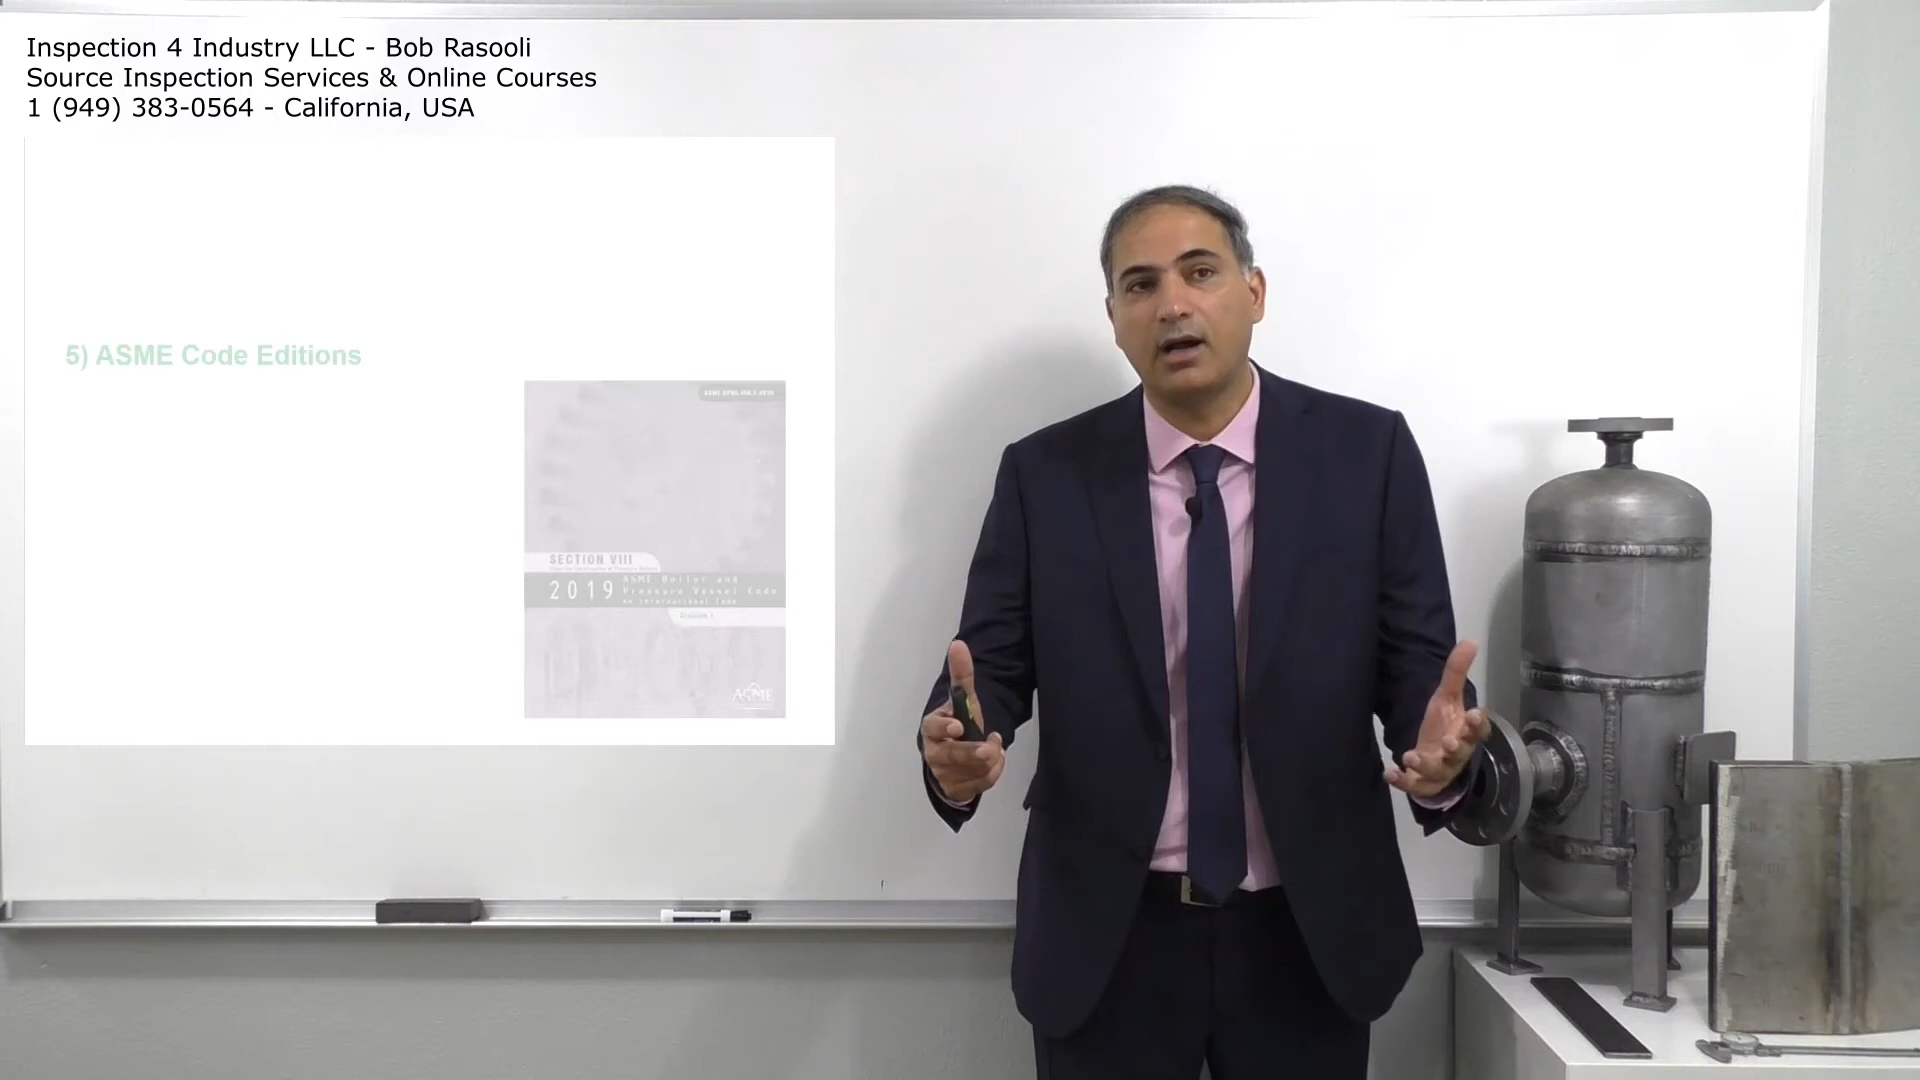 Inspection 4 Industry LLC - Bob Rasooli
Source Inspection Services & Online Courses
1 (949) 383-0564 - California, USA
5) ASME Code Editions
SECTION VIII
2019
ASME Boiler and
Pressure Vessel Code
An International Code
ASME